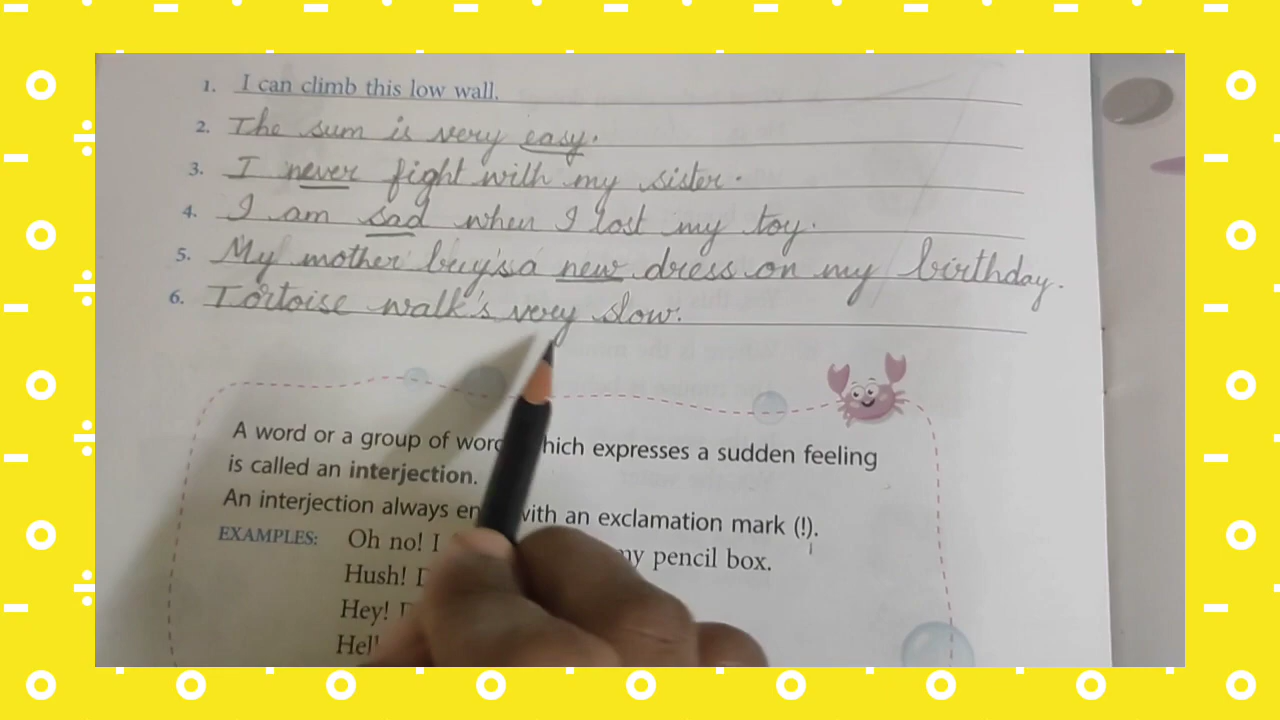 1. I can climb this low wall.
2. The sum is very easy.
3. I never fight with my sister.
4. I am sad when I lost my toy.
5. My mother buy's a new dress on my birthday.
6. Tortoise walk's very slow.
A word or a group of word which expresses a sudden feeling
is called an interjection.
An interjection always en with an exclamation mark (!).
EXAMPLES: Oh no! I my pencil box.
Hush! D
Hey! D
Hell